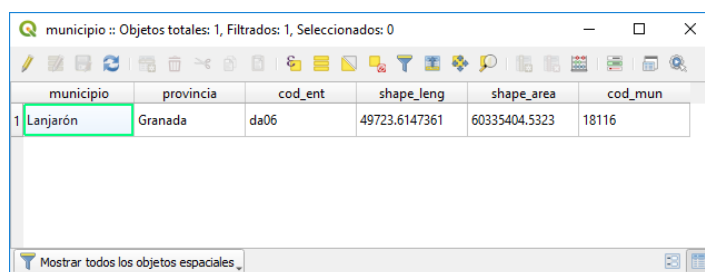 municipio :: Objetos totales: 1, Filtrados: 1, Seleccionados: 0
municipio provincia cod_ent shape_leng shape_area cod_mun
1 Lanjarón Granada da06 49723.6147361 60335404.5323 18116
Mostrar todos los objetos espaciales